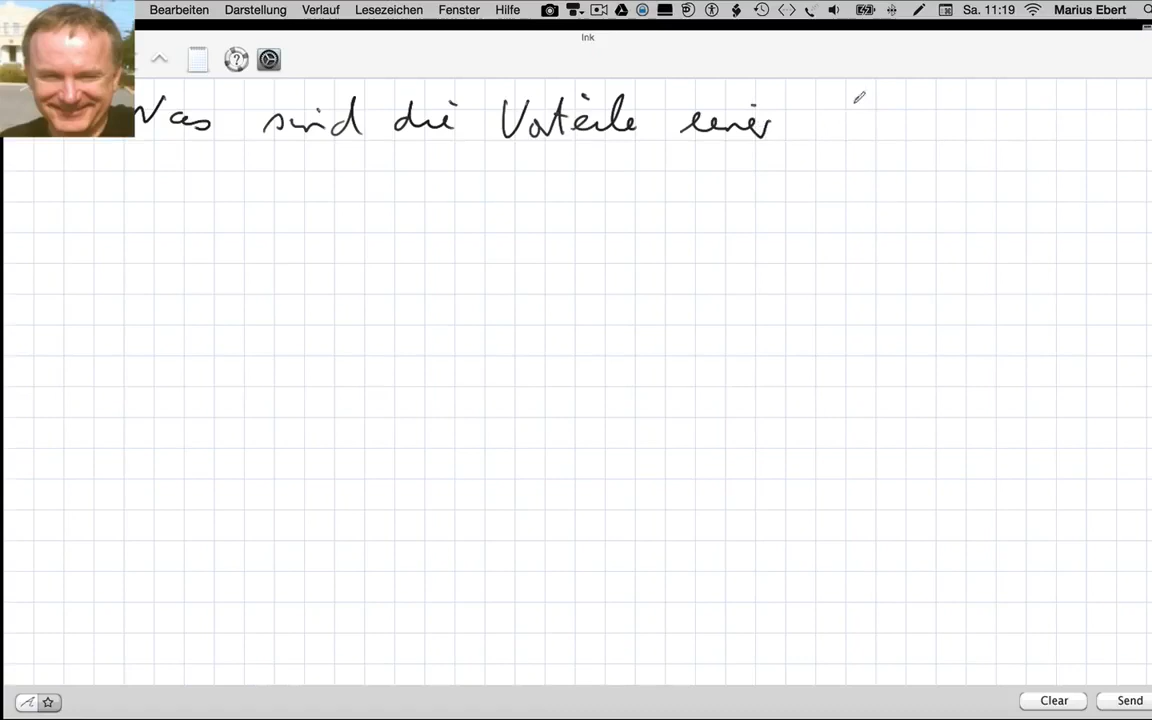 Bearbeiten Darstellung Verlauf Lesezeichen Fenster Hilfe Sa. 11:19 Marius Ebert
Ink
Was sind die Vorteile einer
Clear Send